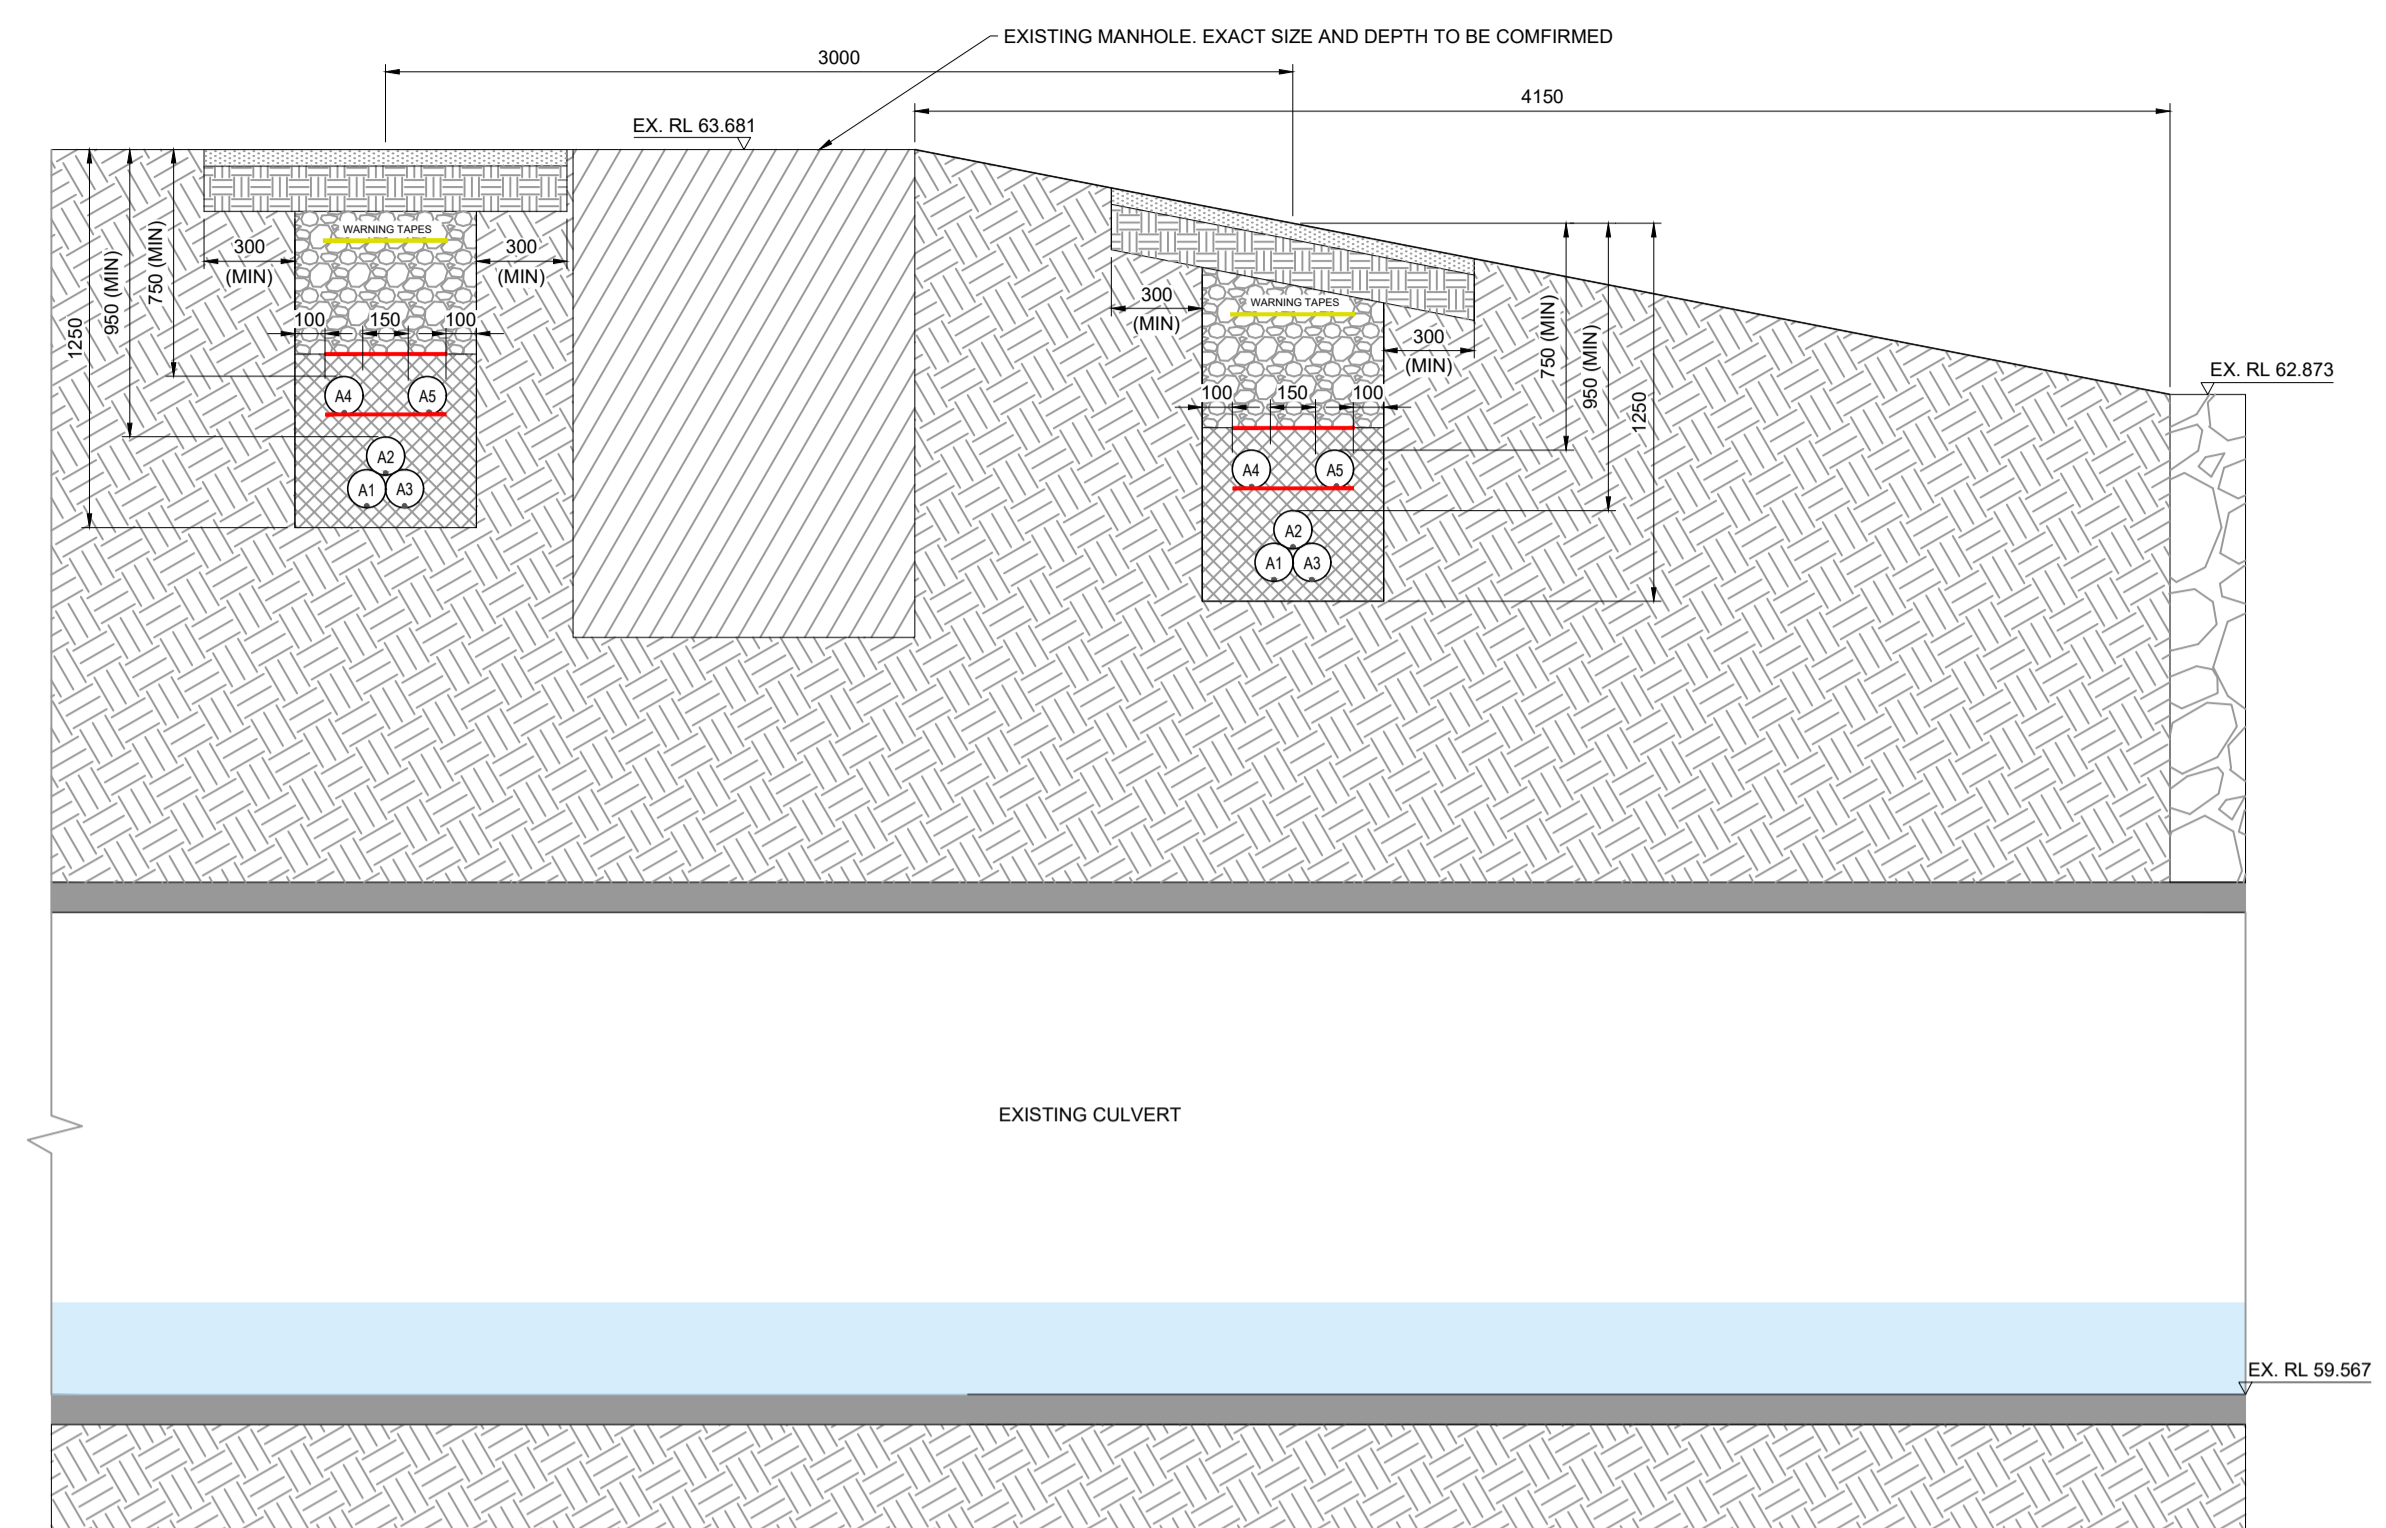 EXISTING MANHOLE. EXACT SIZE AND DEPTH TO BE COMFIRMED
3000
4150
EX. RL 63.681
WARNING TAPES
300
(MIN)
300
(MIN)
750 (MIN)
950 (MIN)
1250
100
150
100
A4
A5
A2
A1
A3
WARNING TAPES
300
(MIN)
300
(MIN)
750 (MIN)
950 (MIN)
1250
100
150
100
A4
A5
A2
A1
A3
EX. RL 62.873
EXISTING CULVERT
EX. RL 59.567